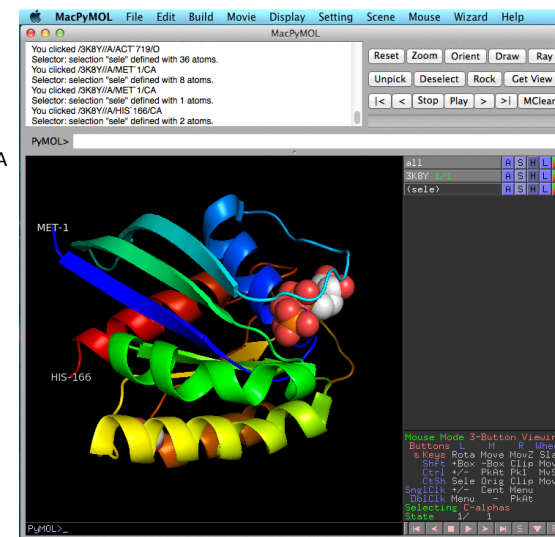 MacPyMOL File Edit Build Movie Display Setting Scene Mouse Wizard Help
MacPyMOL
You clicked /3K8Y//A/ACT`719/O
Selector: selection "sele" defined with 36 atoms.
You clicked /3K8Y//A/MET`1/CA
Selector: selection "sele" defined with 8 atoms.
You clicked /3K8Y//A/MET`1/CA
Selector: selection "sele" defined with 1 atoms.
You clicked /3K8Y//A/HIS`166/CA
Selector: selection "sele" defined with 2 atoms.
Reset Zoom Orient Draw Ray
Unpick Deselect Rock Get View
|< < Stop Play > >| MClear
PyMOL>
A
all A S H L
3K8Y 1/1 A S H L
(sele) A S H L
MET-1
HIS-166
Mouse Mode 3-Button Viewin
Buttons L M R Whee
& Keys Rota Move MovZ Sla
Shft +Box -Box Clip Mov
Ctrl +/- PkAt Pk1 MvS
CtSh Sele Orig Clip Mov
SnglClk +/- Cent Menu
DblClk Menu - PkAt
Selecting C-alphas
State 1/ 1
PyMOL>_
S F